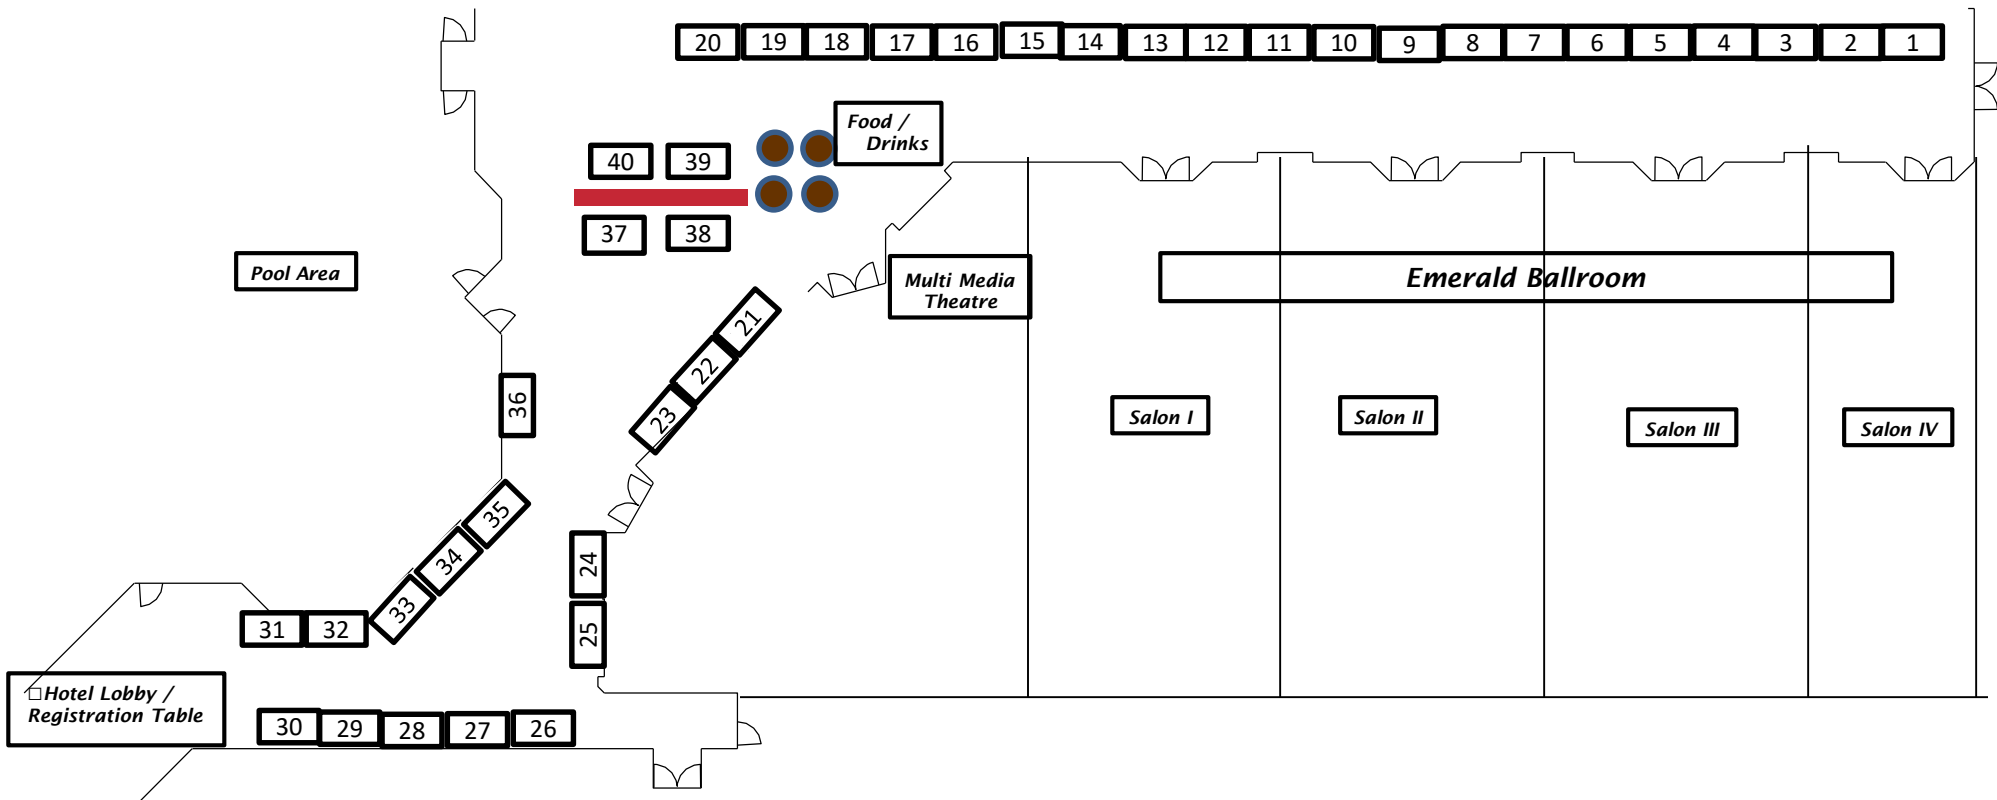 20 19 18 17 16 15 14 13 12 11 10 9 8 7 6 5 4 3 2 1
Food /
Drinks
40 39
37 38
Pool Area
Multi Media
Theatre
Emerald Ballroom
21
22
23
36
Salon I
Salon II
Salon III
Salon IV
35
34
33
24
25
31 32
□Hotel Lobby /
Registration Table
30 29 28 27 26